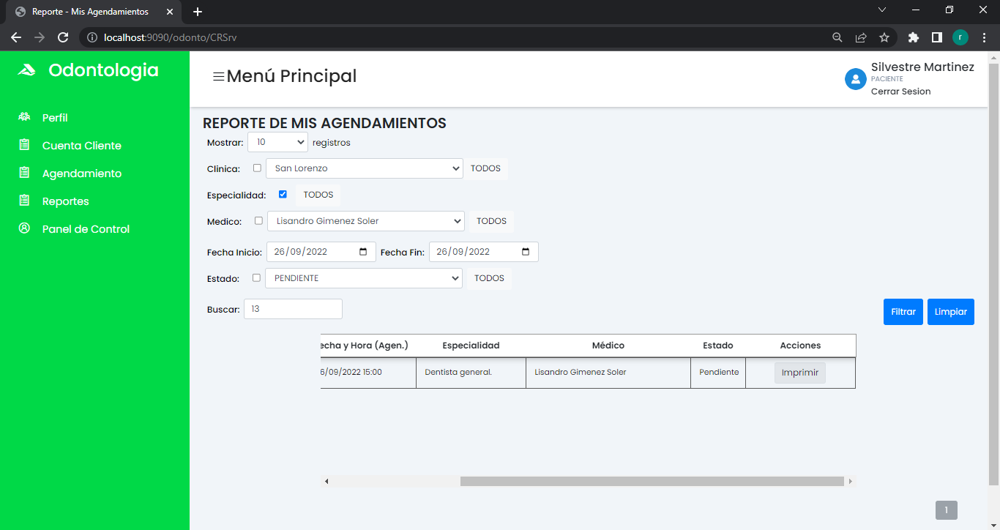 Reporte - Mis Agendamientos
localhost:9090/odonto/CRSrv
r
Odontologia
Perfil
Cuenta Cliente
Agendamiento
Reportes
Panel de Control
Menú Principal
Silvestre Martinez
PACIENTE
Cerrar Sesion
REPORTE DE MIS AGENDAMIENTOS
Mostrar: 10 registros
Clinica: San Lorenzo TODOS
Especialidad: TODOS
Medico: Lisandro Gimenez Soler TODOS
Fecha Inicio: 26/09/2022 Fecha Fin: 26/09/2022
Estado: PENDIENTE TODOS
Buscar: 13 Filtrar Limpiar
echa y Hora (Agen.) Especialidad Médico Estado Acciones
6/09/2022 15:00 Dentista general. Lisandro Gimenez Soler Pendiente Imprimir
1